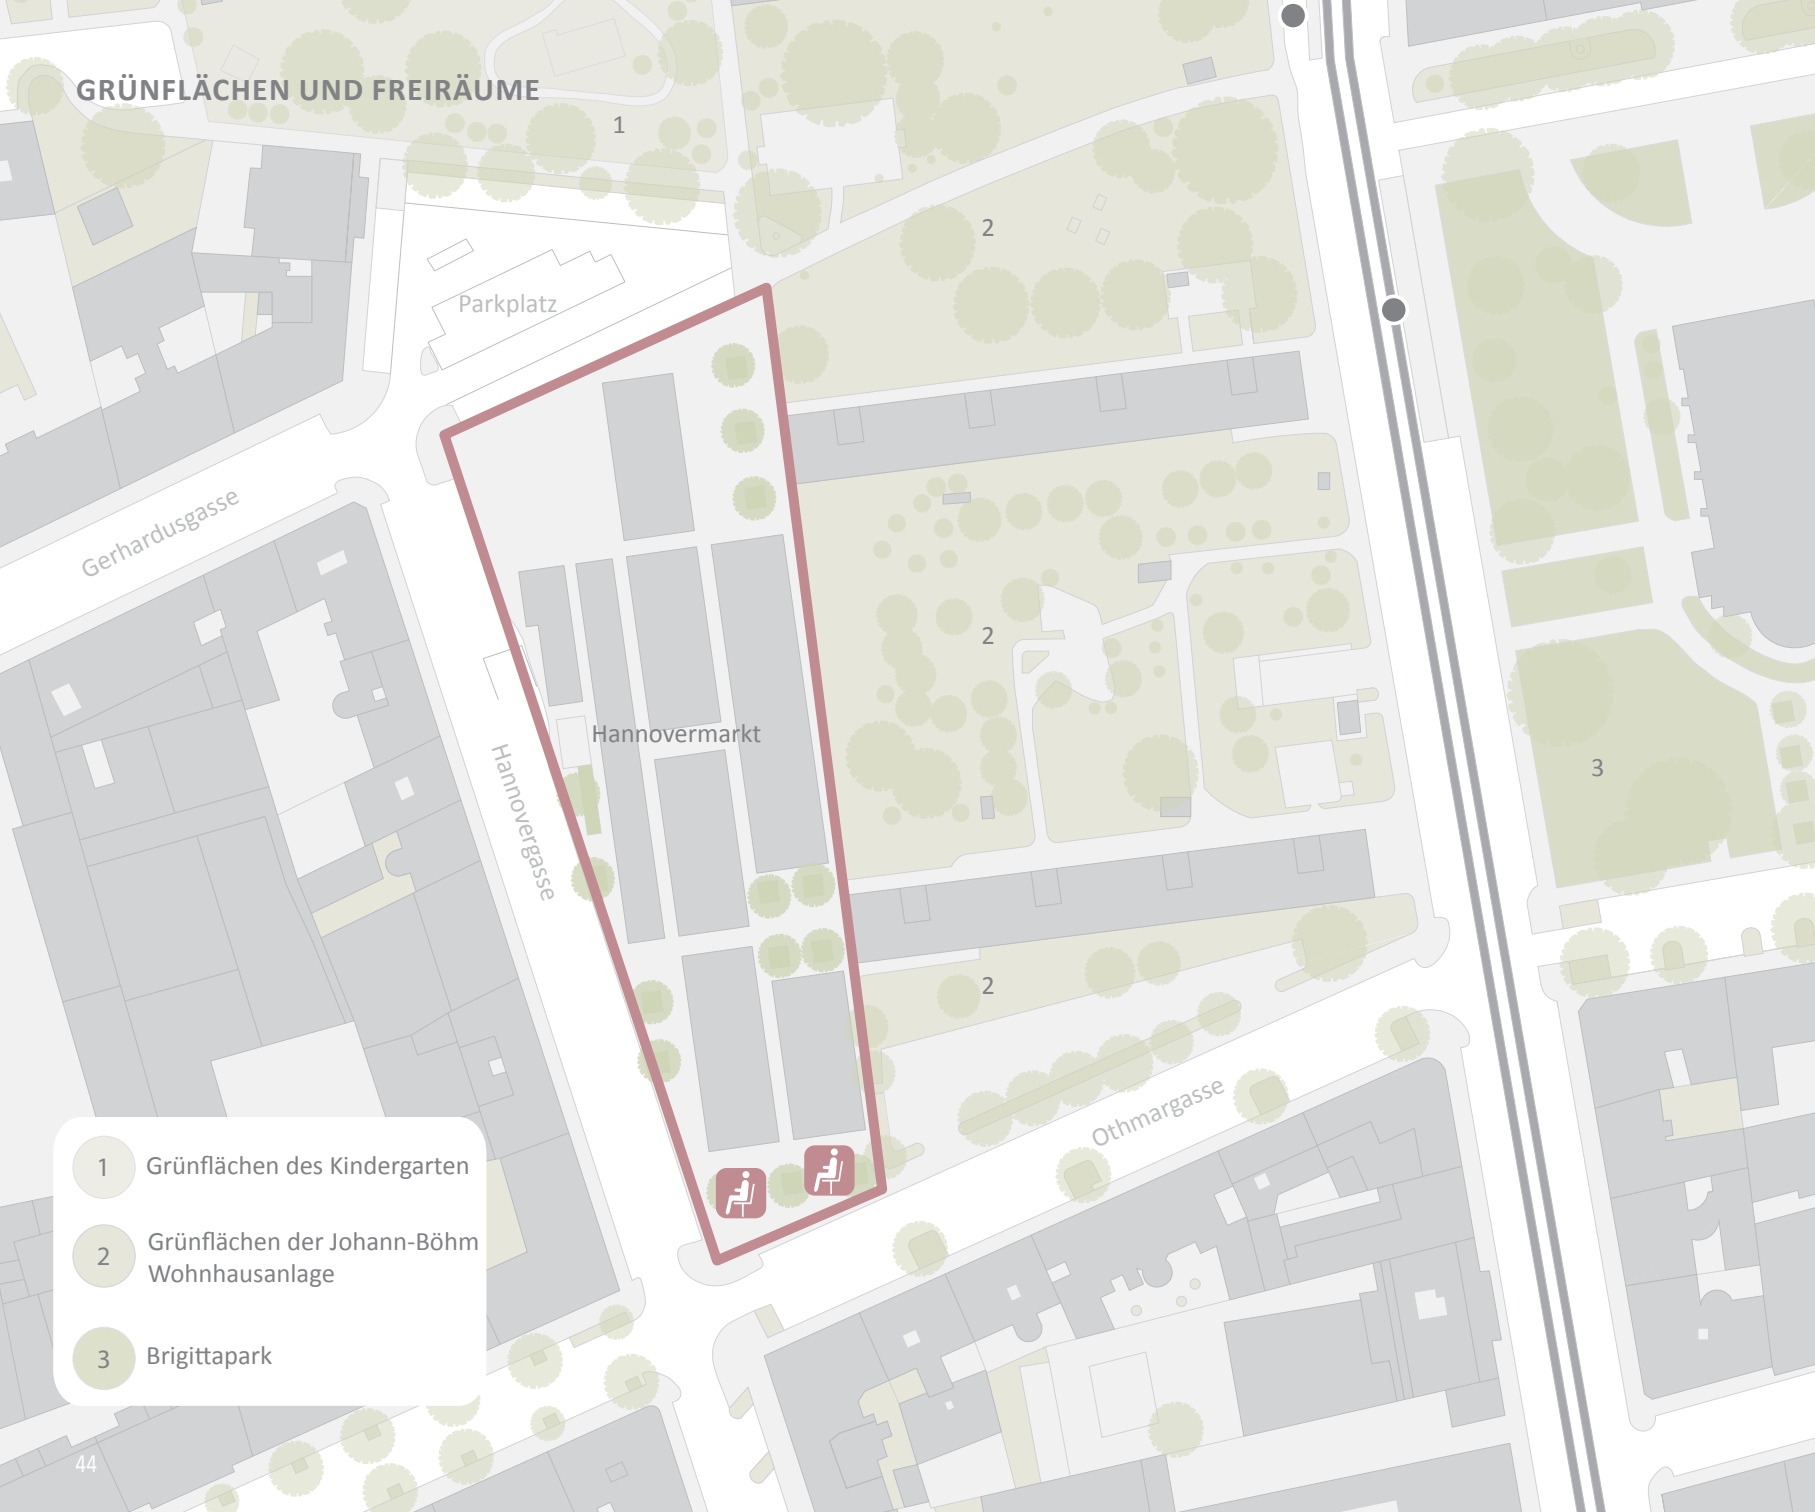 GRÜNFLÄCHEN UND FREIRÄUME
1
2
Parkplatz
Gerhardusgasse
2
Hannovermarkt
Hannovergasse
3
2
Othmargasse
1 Grünflächen des Kindergarten
2 Grünflächen der Johann-Böhm
Wohnhausanlage
3 Brigittapark
44